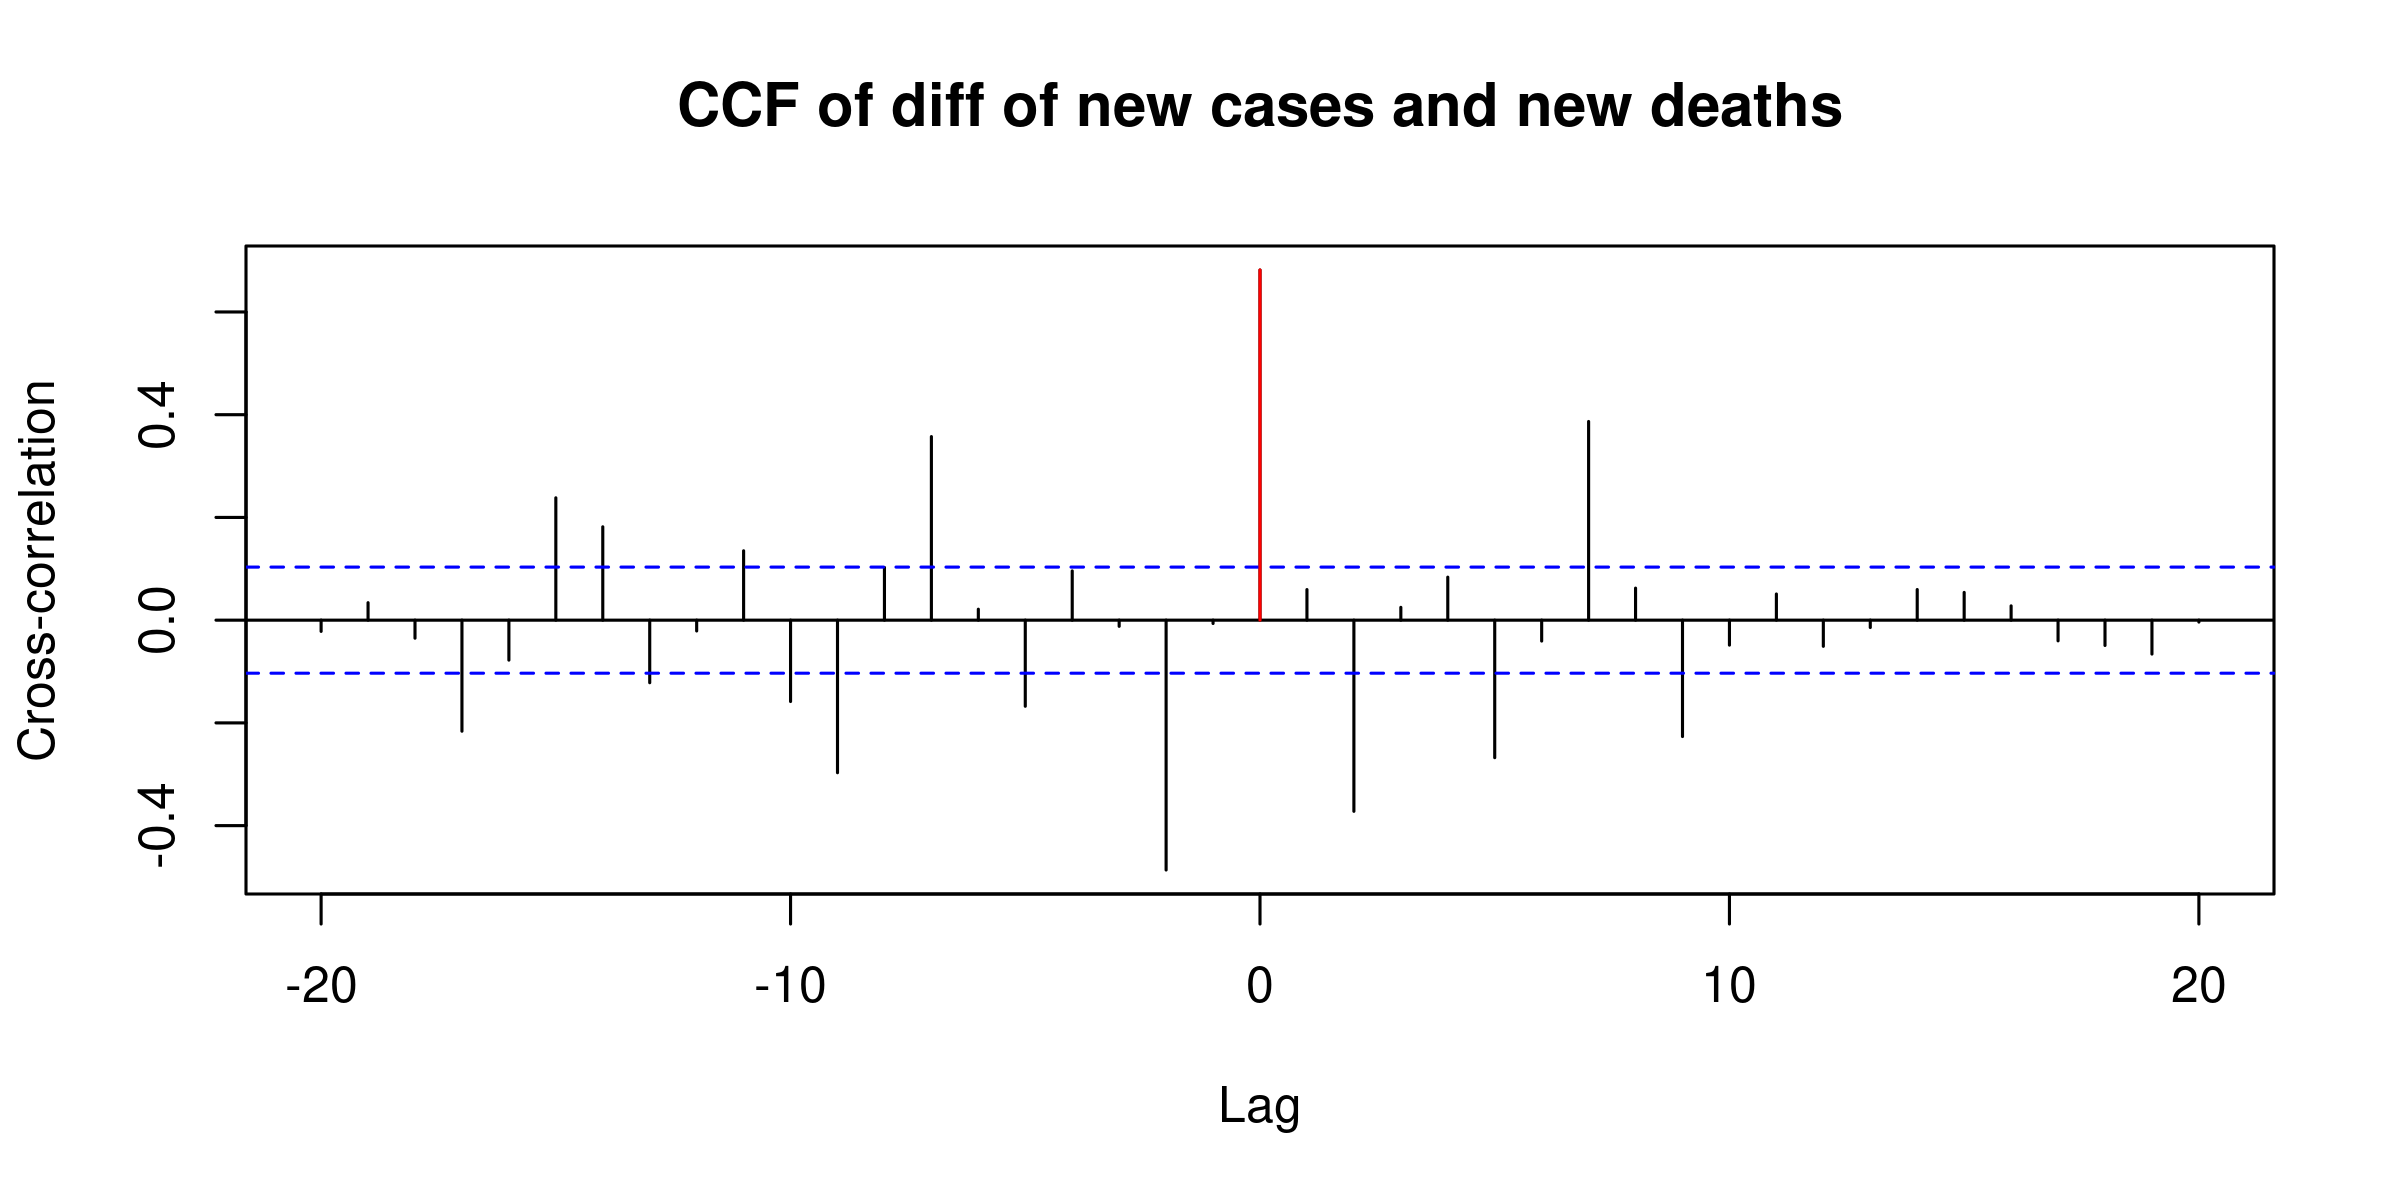 CCF of diff of new cases and new deaths
Cross-correlation
0.4
0.0
-0.4
-20 -10 0 10 20
Lag